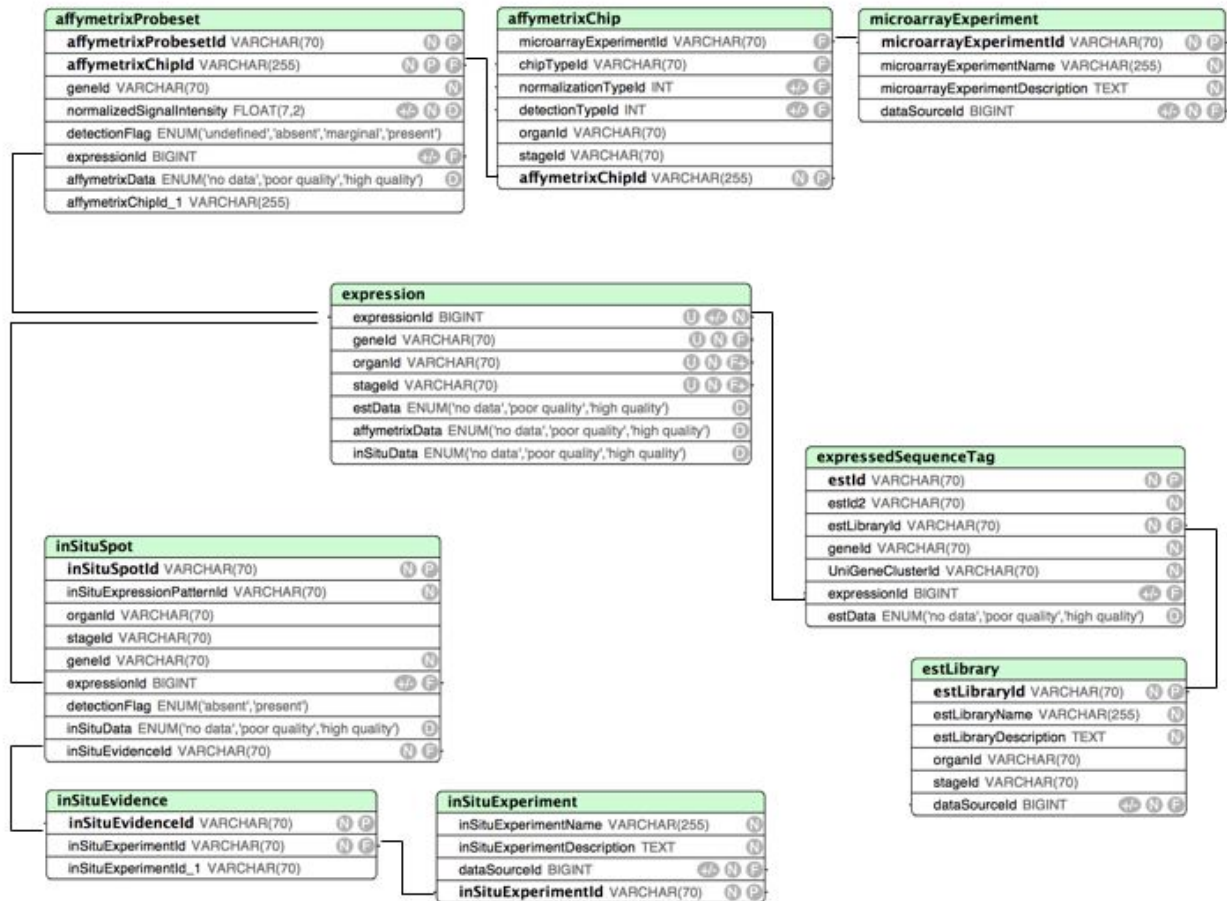 affymetrixProbeset
affymetrixProbesetId VARCHAR(70) N P
affymetrixChipId VARCHAR(255) N P F
geneId VARCHAR(70) N
normalizedSignalIntensity FLOAT(7,2) +/- N D
detectionFlag ENUM('undefined','absent','marginal','present')
expressionId BIGINT +/- F
affymetrixData ENUM('no data','poor quality','high quality') D
affymetrixChipId_1 VARCHAR(255)
affymetrixChip
microarrayExperimentId VARCHAR(70) F
chipTypeId VARCHAR(70) F
normalizationTypeId INT +/- F
detectionTypeId INT +/- F
organId VARCHAR(70)
stageId VARCHAR(70)
affymetrixChipId VARCHAR(255) N P
microarrayExperiment
microarrayExperimentId VARCHAR(70) N P
microarrayExperimentName VARCHAR(255) N
microarrayExperimentDescription TEXT N
dataSourceId BIGINT +/- N F
expression
expressionId BIGINT U +/- N
geneId VARCHAR(70) U N F
organId VARCHAR(70) U N F+
stageId VARCHAR(70) U N F+
estData ENUM('no data','poor quality','high quality') D
affymetrixData ENUM('no data','poor quality','high quality') D
inSituData ENUM('no data','poor quality','high quality') D
expressedSequenceTag
estId VARCHAR(70) N P
estId2 VARCHAR(70) N
estLibraryId VARCHAR(70) N F
geneId VARCHAR(70) N
UniGeneClusterId VARCHAR(70) N
expressionId BIGINT +/- F
estData ENUM('no data','poor quality','high quality') D
inSituSpot
inSituSpotId VARCHAR(70) N P
inSituExpressionPatternId VARCHAR(70) N
organId VARCHAR(70)
stageId VARCHAR(70)
geneId VARCHAR(70) N
expressionId BIGINT +/- F
detectionFlag ENUM('absent','present')
inSituData ENUM('no data','poor quality','high quality') D
inSituEvidenceId VARCHAR(70) N F
estLibrary
estLibraryId VARCHAR(70) N P
estLibraryName VARCHAR(255) N
estLibraryDescription TEXT N
organId VARCHAR(70)
stageId VARCHAR(70)
dataSourceId BIGINT +/- N F
inSituEvidence
inSituEvidenceId VARCHAR(70) N P
inSituExperimentId VARCHAR(70) N F
inSituExperimentId_1 VARCHAR(70)
inSituExperiment
inSituExperimentName VARCHAR(255) N
inSituExperimentDescription TEXT N
dataSourceId BIGINT +/- N F
inSituExperimentId VARCHAR(70) N P